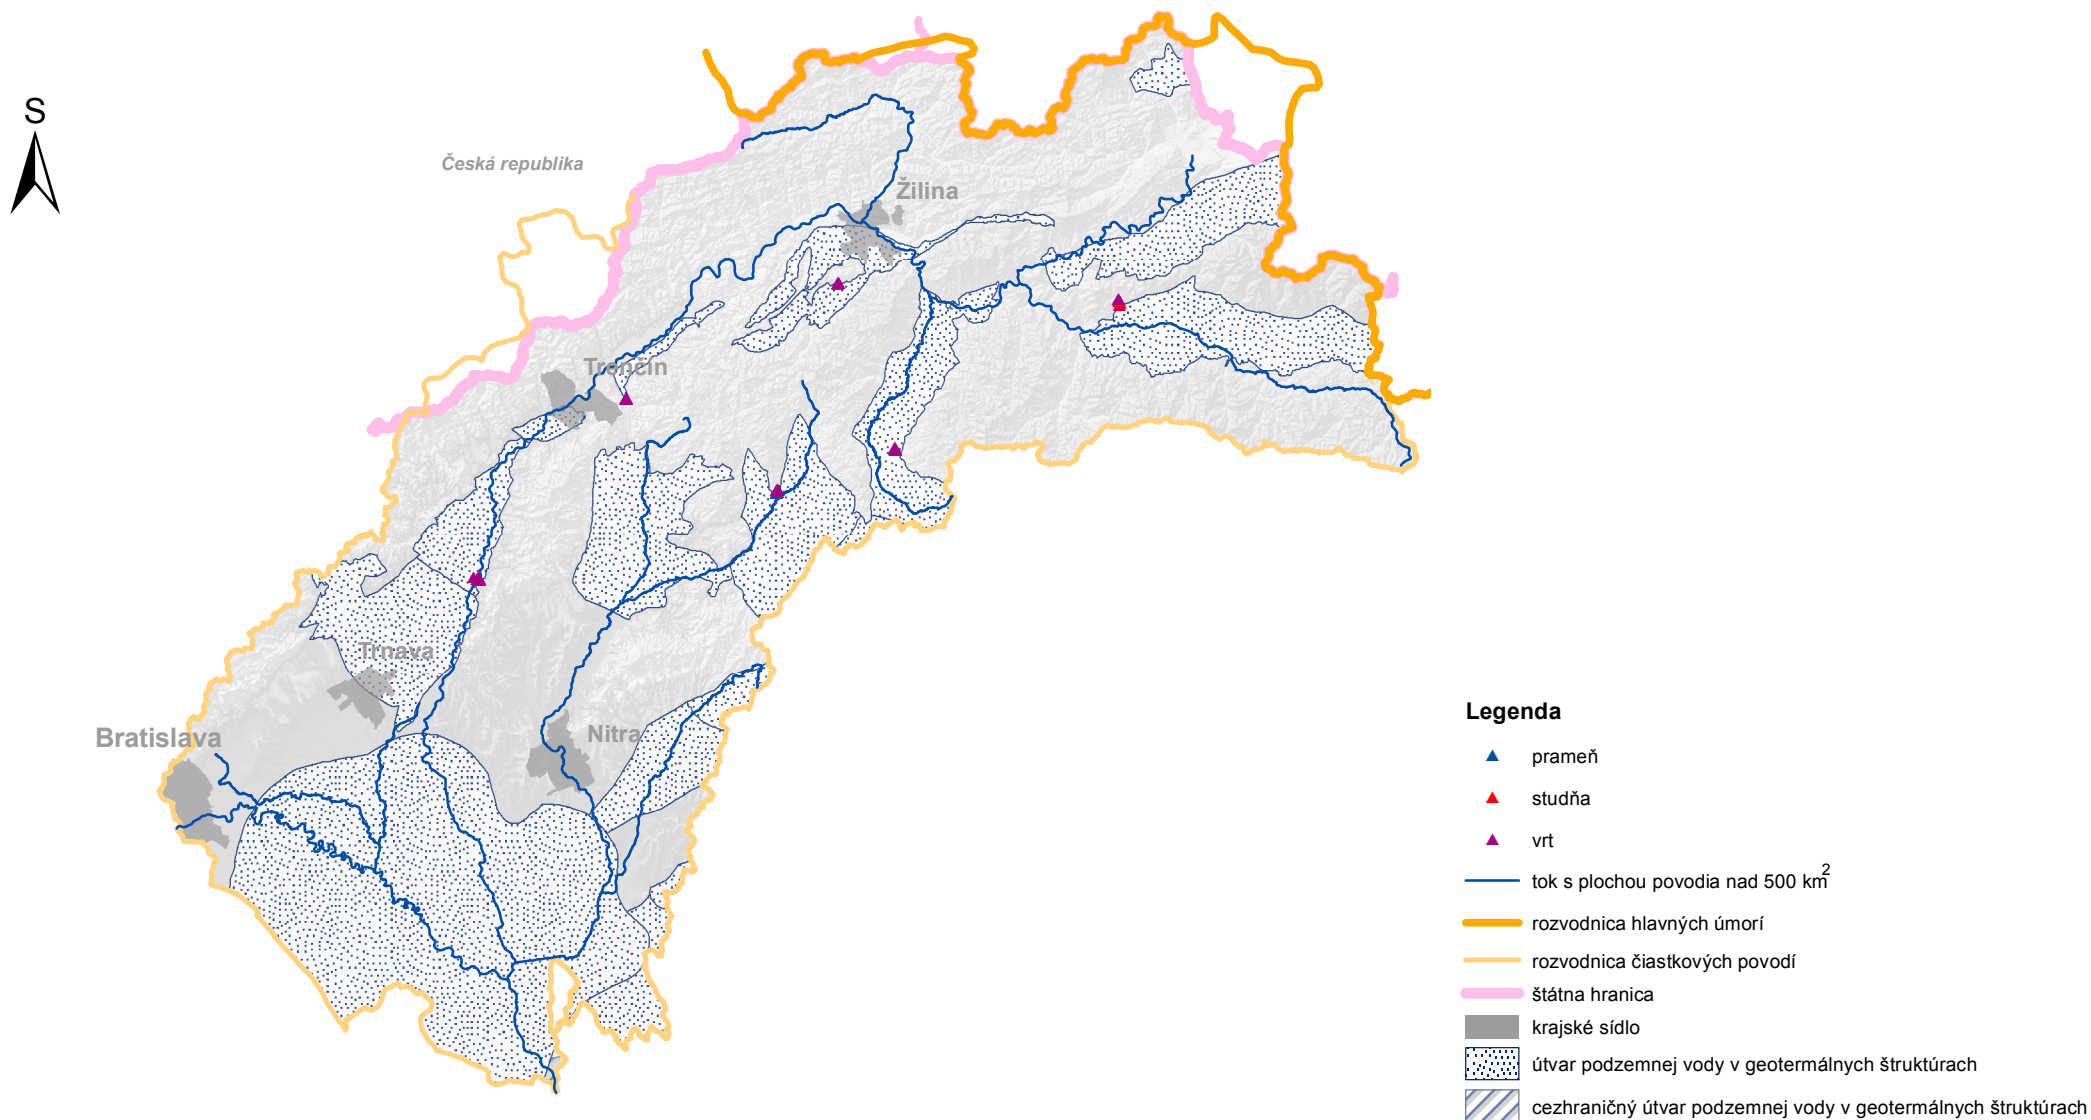 S
Česká republika
Žilina
Trenčín
Trnava
Bratislava
Nitra
Legenda
prameň
studňa
vrt
tok s plochou povodia nad 500 km2
rozvodnica hlavných úmorí
rozvodnica čiastkových povodí
štátna hranica
krajské sídlo
útvar podzemnej vody v geotermálnych štruktúrach
cezhraničný útvar podzemnej vody v geotermálnych štruktúrach